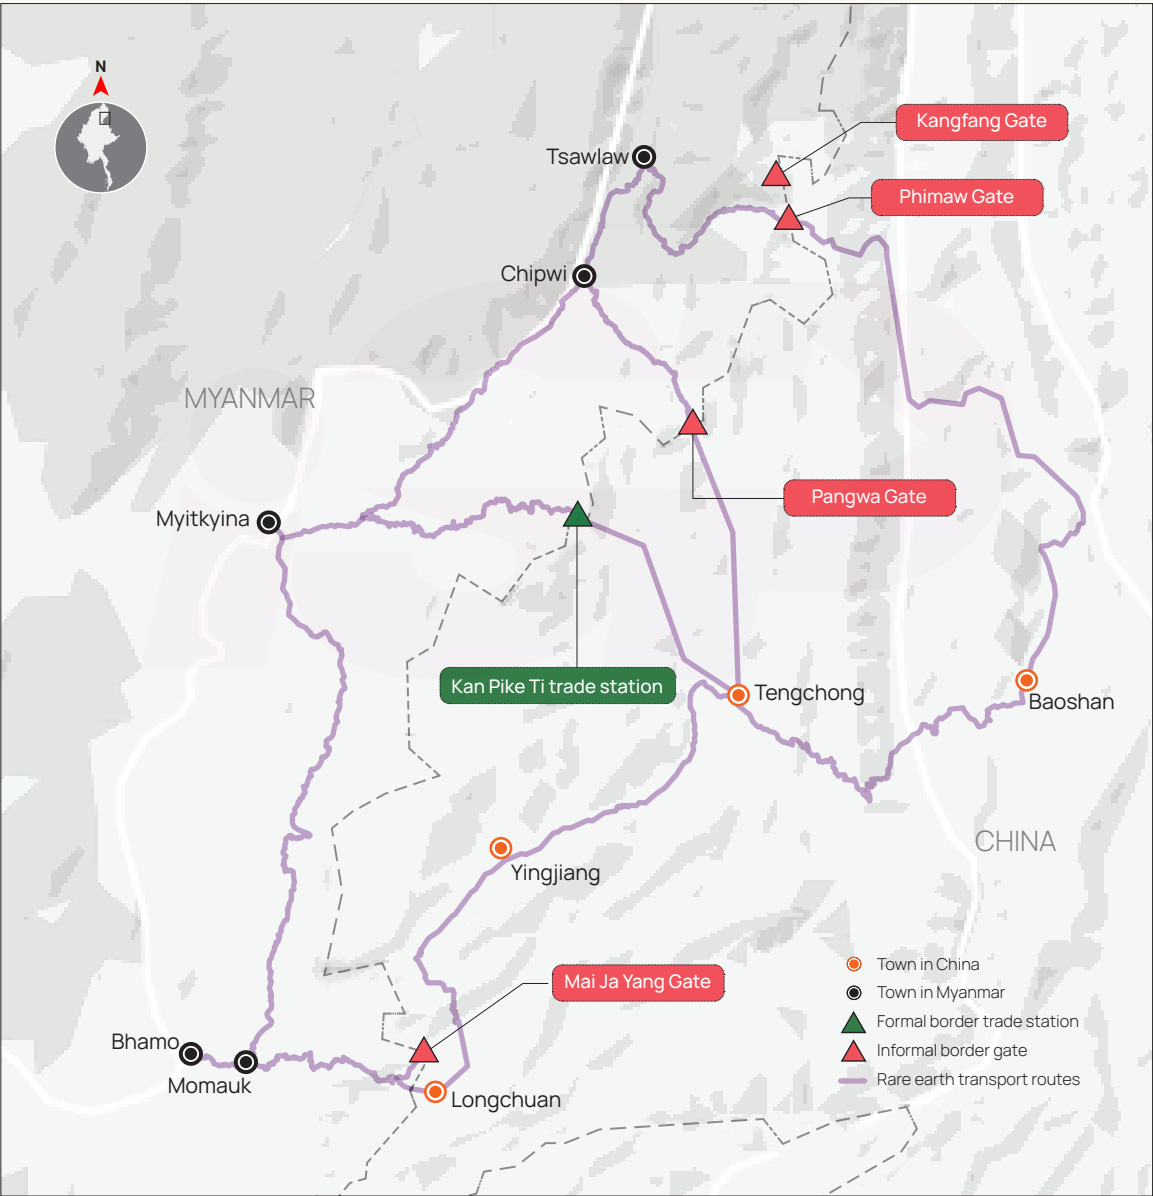 N
Kangfang Gate
Tsawlaw
Phimaw Gate
Chipwi
MYANMAR
Pangwa Gate
Myitkyina
Kan Pike Ti trade station
Tengchong
Baoshan
CHINA
Yingjiang
Town in China
Mai Ja Yang Gate
Town in Myanmar
Formal border trade station
Bhamo
Informal border gate
Momauk
Rare earth transport routes
Longchuan